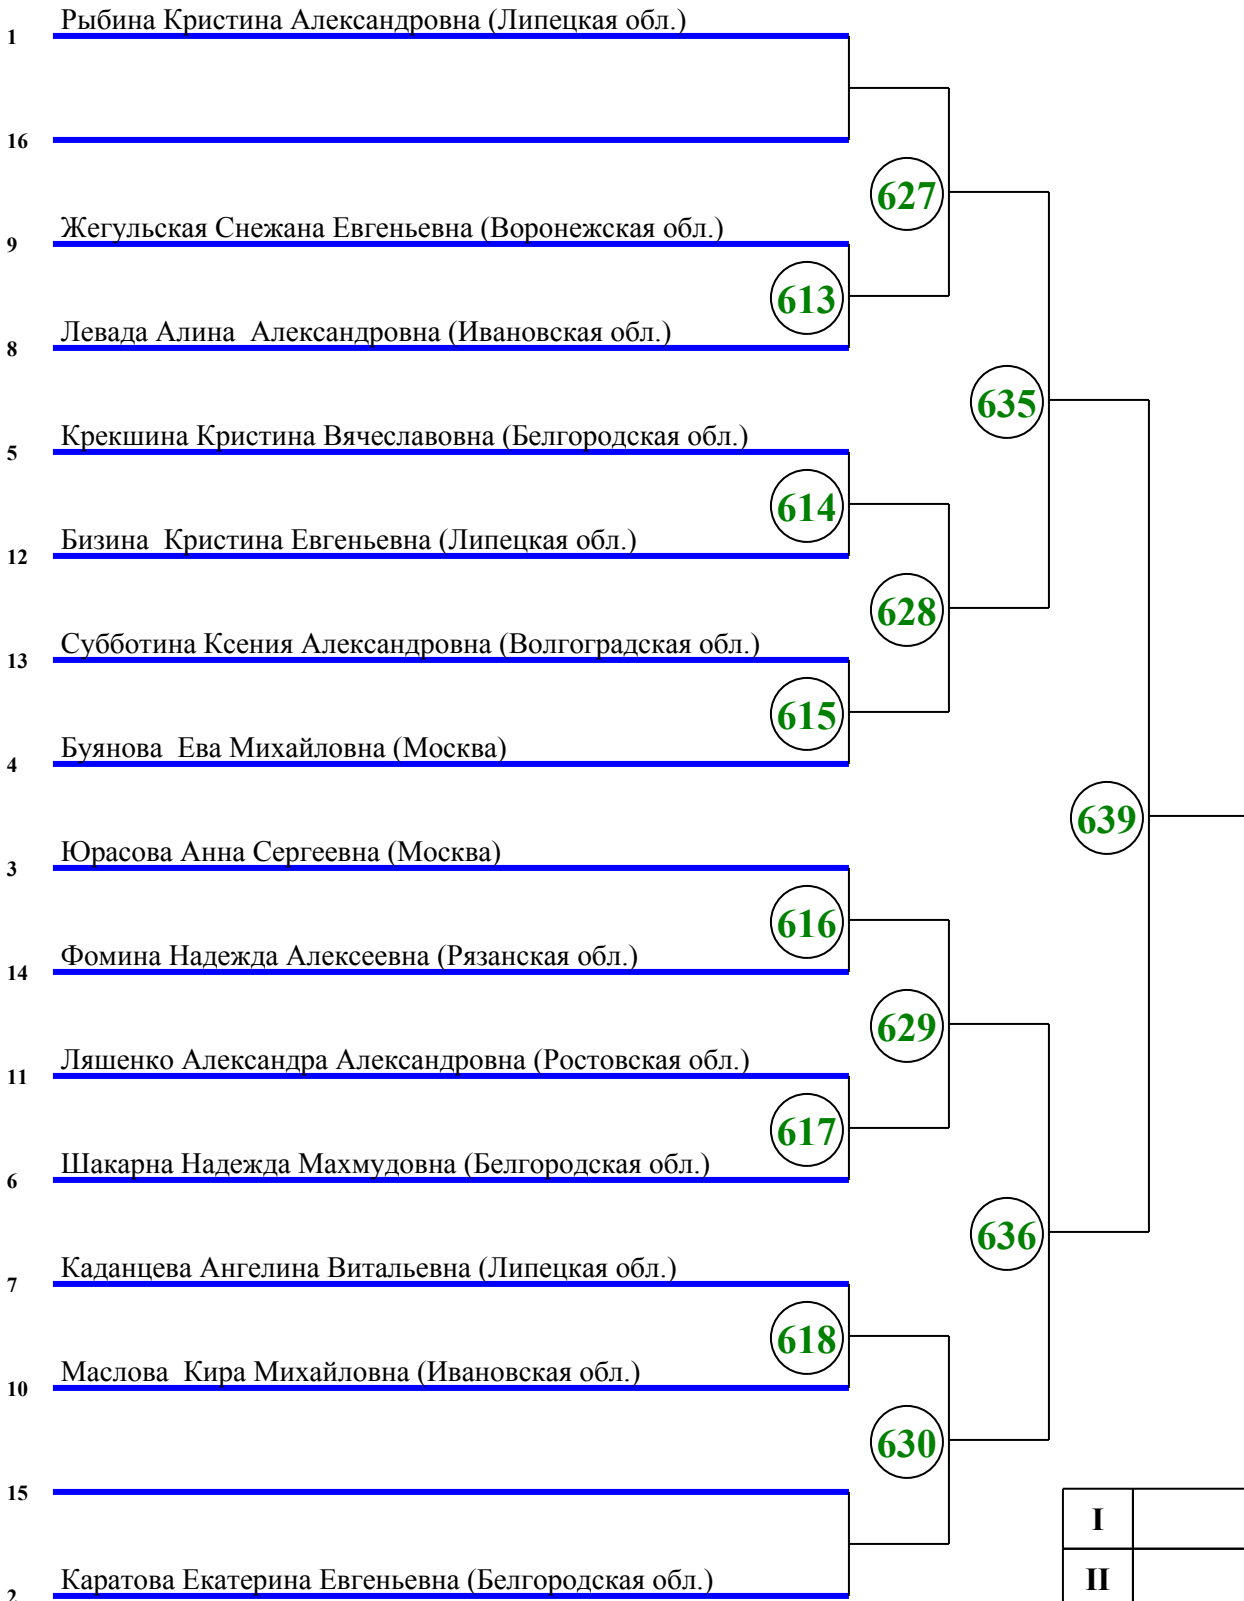 Рыбина Кристина Александровна (Липецкая обл.)
1
16
627
Жегульская Снежана Евгеньевна (Воронежская обл.)
9
613
Левада Алина  Александровна (Ивановская обл.)
8
635
Крекшина Кристина Вячеславовна (Белгородская обл.)
5
614
Бизина  Кристина Евгеньевна (Липецкая обл.)
12
628
Субботина Ксения Александровна (Волгоградская обл.)
13
615
Буянова  Ева Михайловна (Москва)
4
639
Юрасова Анна Сергеевна (Москва)
3
616
Фомина Надежда Алексеевна (Рязанская обл.)
14
629
Ляшенко Александра Александровна (Ростовская обл.)
11
617
Шакарна Надежда Махмудовна (Белгородская обл.)
6
636
Каданцева Ангелина Витальевна (Липецкая обл.)
7
618
Маслова  Кира Михайловна (Ивановская обл.)
10
630
15
I
Каратова Екатерина Евгеньевна (Белгородская обл.)
II
2